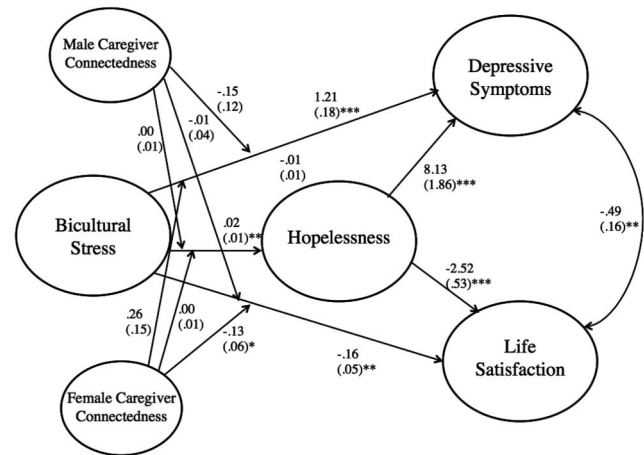 Male Caregiver
Connectedness
Depressive
Symptoms
-.15
(.12)
1.21
(.18)***
-.01
(.04)
.00
(.01)
-.01
(.01)
8.13
(1.86)***
Bicultural
Stress
.02
(.01)**
Hopelessness
-.49
(.16)**
-2.52
(.53)***
.26
(.15)
.00
(.01)
-.13
(.06)*
-.16
(.05)**
Life
Satisfaction
Female Caregiver
Connectedness